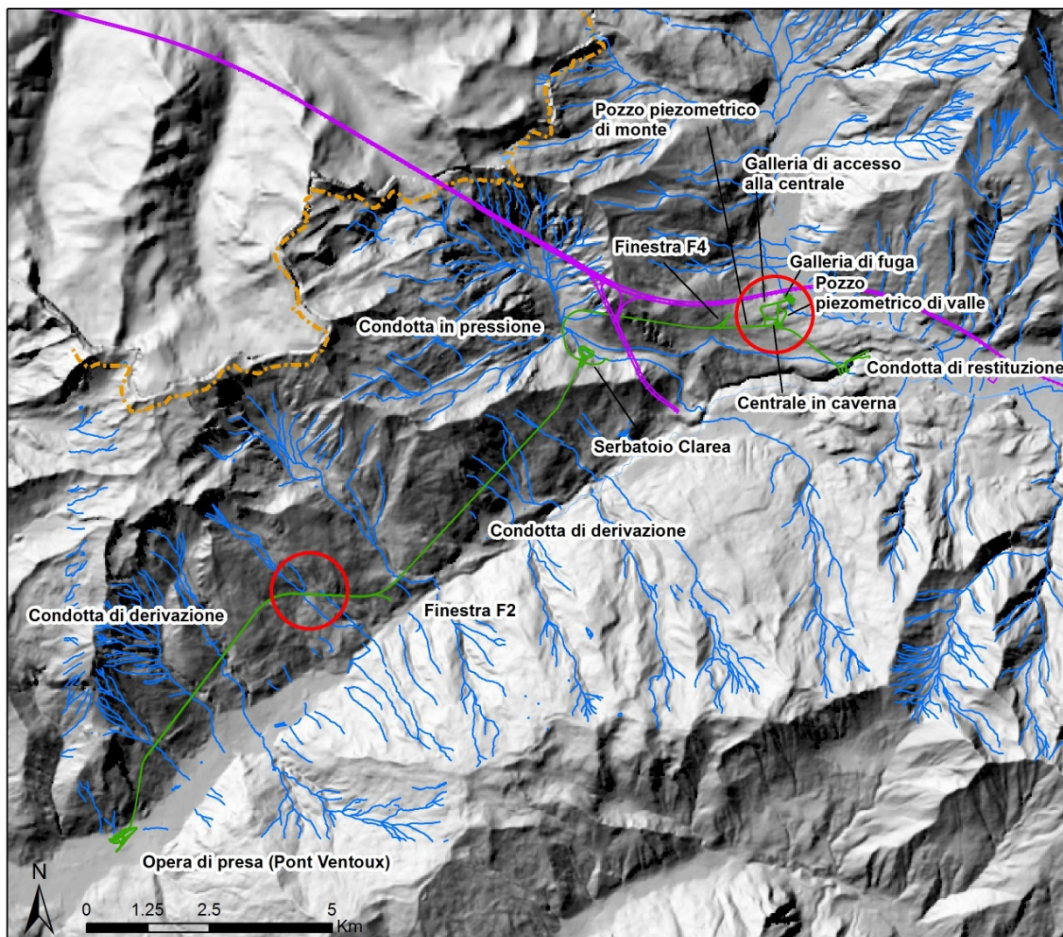 Pozzo piezometrico
di monte
Galleria di accesso
alla centrale
Finestra F4
Galleria di fuga
Pozzo
piezometrico di valle
Condotta in pressione
Condotta di restituzione
Centrale in caverna
Serbatoio Clarea
Condotta di derivazione
Condotta di derivazione
Finestra F2
Opera di presa (Pont Ventoux)
N
0 1.25 2.5 5
Km